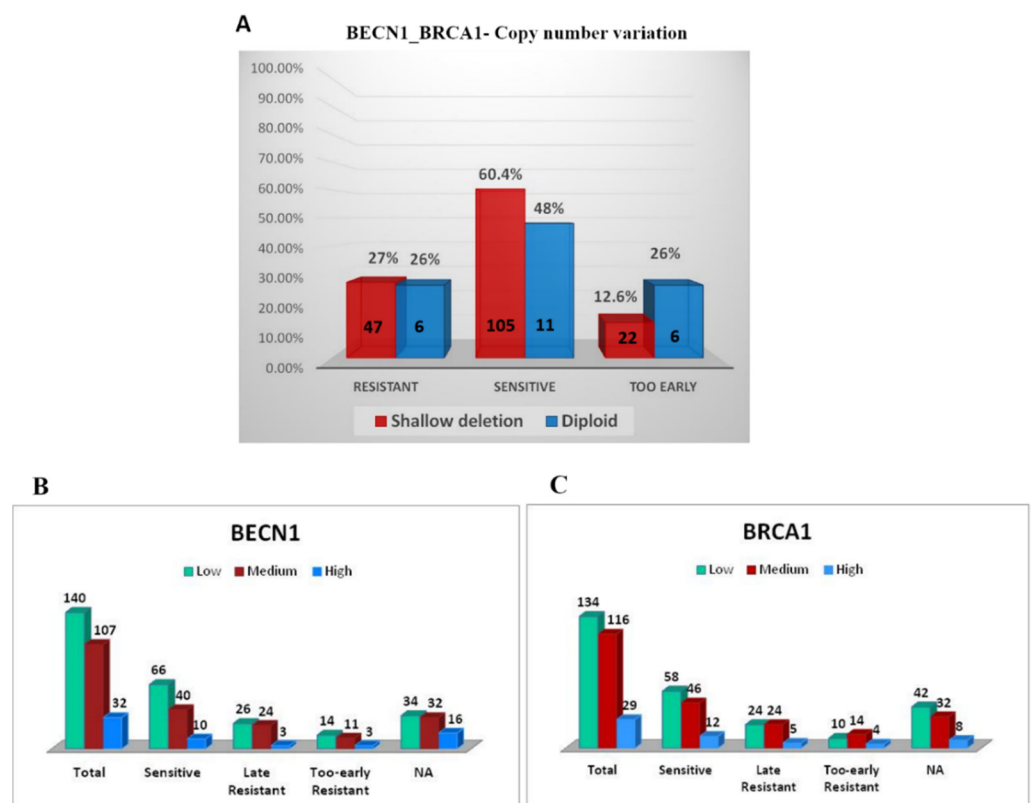 A
BECN1_BRCA1- Copy number variation
100.00%
90.00%
80.00%
70.00%
60.00%
50.00%
40.00%
30.00%
20.00%
10.00%
0.00%
27%
26%
60.4%
48%
12.6%
26%
47
6
105
11
22
6
RESISTANT
SENSITIVE
TOO EARLY
Shallow deletion
Diploid
B
BECN1
Low
Medium
High
140
107
32
66
40
10
26
24
3
14
11
3
34
32
16
Total
Sensitive
Late
Resistant
Too-early
Resistant
NA
C
BRCA1
Low
Medium
High
134
116
29
58
46
12
24
24
5
10
14
4
42
32
8
Total
Sensitive
Late
Resistant
Too-early
Resistant
NA